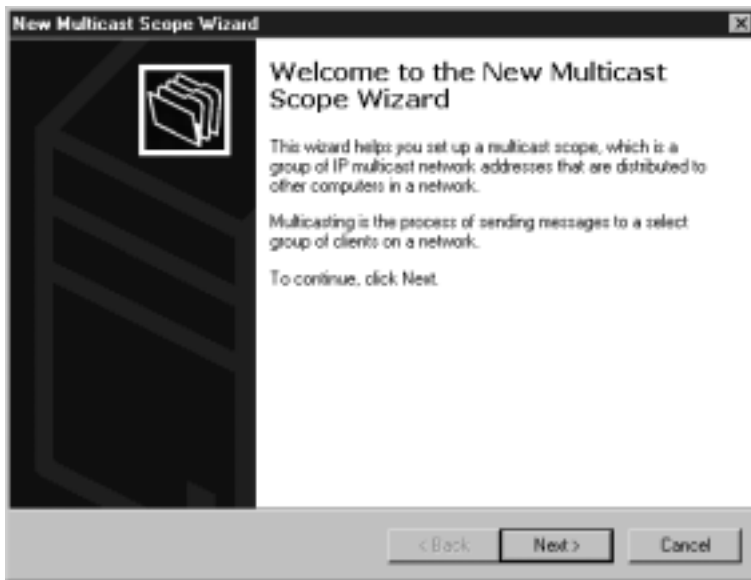 New Multicast Scope Wizard
Welcome to the New Multicast
Scope Wizard
This wizard helps you set up a multicast scope, which is a
group of IP multicast network addresses that are distributed to
other computers in a network.
Multicasting is the process of sending messages to a select
group of clients on a network.
To continue, click Next.
< Back
Next >
Cancel